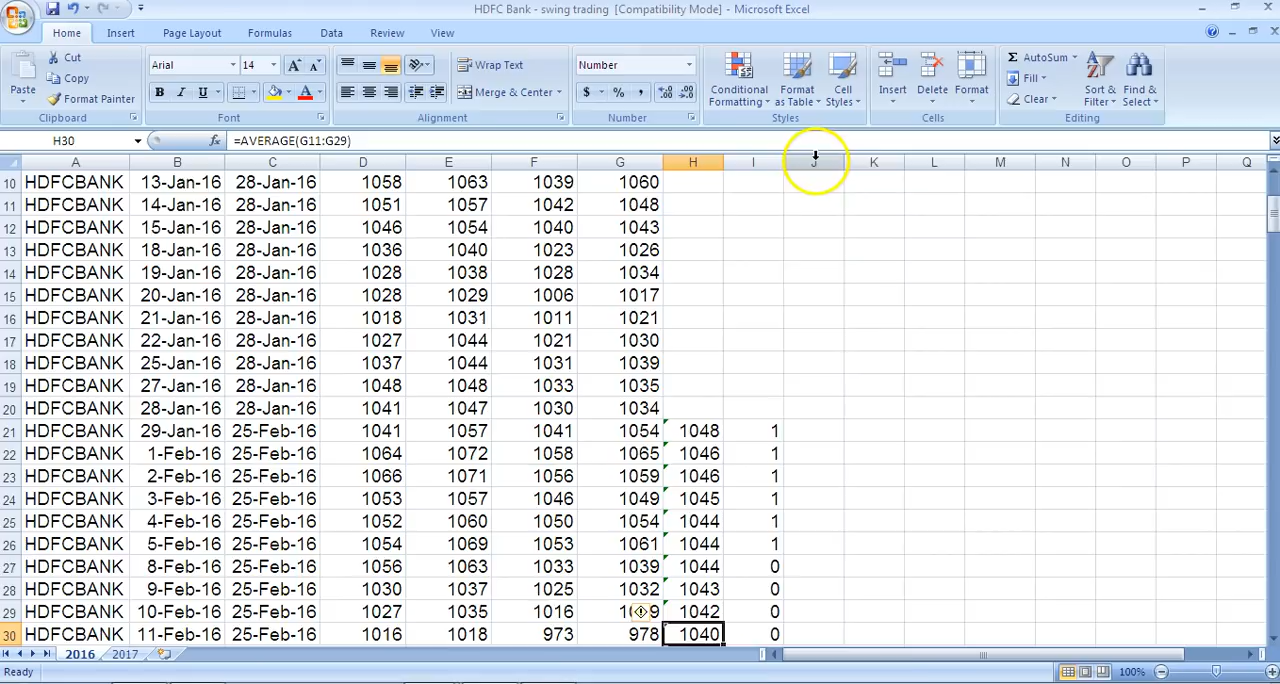 HDFC Bank - swing trading [Compatibility Mode] - Microsoft Excel
Home Insert Page Layout Formulas Data Review View
Paste Cut Copy Format Painter Clipboard
Arial 14 A A B I U A Font
Wrap Text Merge & Center Alignment
Number $ % , .0 .00 .00 .0 Number
Conditional Formatting Format as Table Cell Styles Styles
Insert Delete Format Cells
Σ AutoSum Fill Clear Sort & Filter Find & Select Editing
H30 fx =AVERAGE(G11:G29)
A B C D E F G H I J K L M N O P Q
10 HDFCBANK 13-Jan-16 28-Jan-16 1058 1063 1039 1060
11 HDFCBANK 14-Jan-16 28-Jan-16 1051 1057 1042 1048
12 HDFCBANK 15-Jan-16 28-Jan-16 1046 1054 1040 1043
13 HDFCBANK 18-Jan-16 28-Jan-16 1036 1040 1023 1026
14 HDFCBANK 19-Jan-16 28-Jan-16 1028 1038 1028 1034
15 HDFCBANK 20-Jan-16 28-Jan-16 1028 1029 1006 1017
16 HDFCBANK 21-Jan-16 28-Jan-16 1018 1031 1011 1021
17 HDFCBANK 22-Jan-16 28-Jan-16 1027 1044 1021 1030
18 HDFCBANK 25-Jan-16 28-Jan-16 1037 1044 1031 1039
19 HDFCBANK 27-Jan-16 28-Jan-16 1048 1048 1033 1035
20 HDFCBANK 28-Jan-16 28-Jan-16 1041 1047 1030 1034
21 HDFCBANK 29-Jan-16 25-Feb-16 1041 1057 1041 1054 1048 1
22 HDFCBANK 1-Feb-16 25-Feb-16 1064 1072 1058 1065 1046 1
23 HDFCBANK 2-Feb-16 25-Feb-16 1066 1071 1056 1059 1046 1
24 HDFCBANK 3-Feb-16 25-Feb-16 1053 1057 1046 1049 1045 1
25 HDFCBANK 4-Feb-16 25-Feb-16 1052 1060 1050 1054 1044 1
26 HDFCBANK 5-Feb-16 25-Feb-16 1054 1069 1053 1061 1044 1
27 HDFCBANK 8-Feb-16 25-Feb-16 1056 1063 1033 1039 1044 0
28 HDFCBANK 9-Feb-16 25-Feb-16 1030 1037 1025 1032 1043 0
29 HDFCBANK 10-Feb-16 25-Feb-16 1027 1035 1016 1042 0
30 HDFCBANK 11-Feb-16 25-Feb-16 1016 1018 973 978 1040 0
2016 2017
Ready 100%